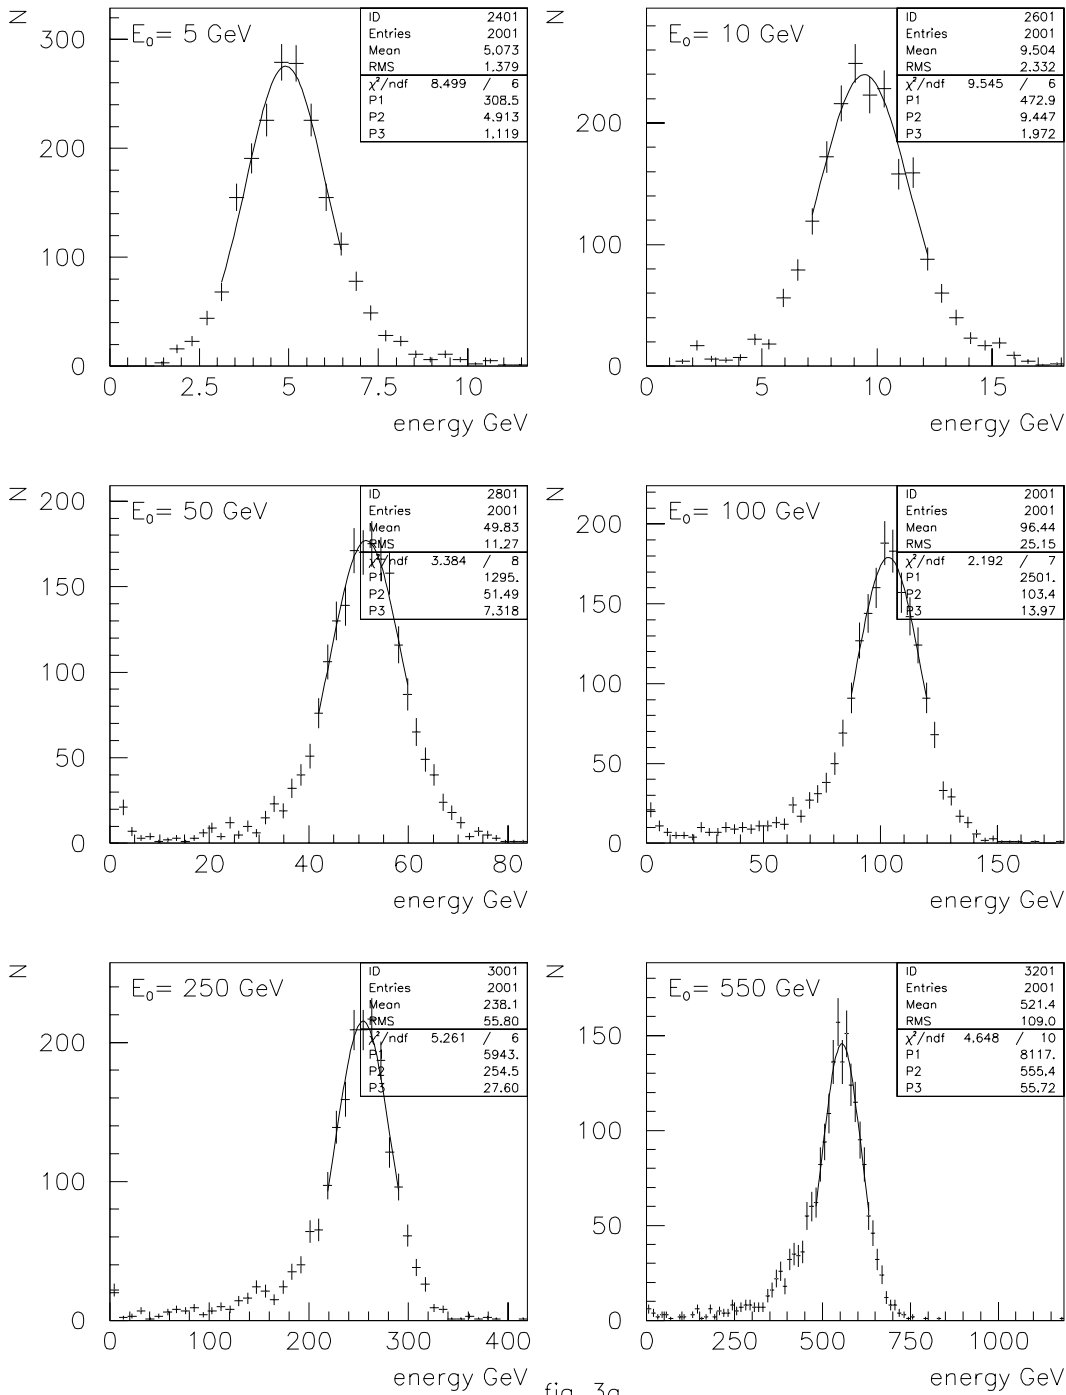 N
E₀= 5 GeV
ID 2401
Entries 2001
Mean 5.073
RMS 1.379
χ²/ndf 8.499 / 6
P1 308.5
P2 4.913
P3 1.119
300
200
100
0
0 2.5 5 7.5 10
energy GeV
N
E₀= 10 GeV
ID 2601
Entries 2001
Mean 9.504
RMS 2.332
χ²/ndf 9.545 / 6
P1 472.9
P2 9.447
P3 1.972
200
100
0
0 5 10 15
energy GeV
N
E₀= 50 GeV
ID 2801
Entries 2001
Mean 49.83
RMS 11.27
χ²/ndf 3.384 / 8
P1 1295.
P2 51.49
P3 7.318
200
150
100
50
0
0 20 40 60 80
energy GeV
N
E₀= 100 GeV
ID 2001
Entries 2001
Mean 96.44
RMS 25.15
χ²/ndf 2.192 / 7
P1 2501.
P2 103.4
P3 13.97
200
150
100
50
0
0 50 100 150
energy GeV
N
E₀= 250 GeV
ID 3001
Entries 2001
Mean 238.1
RMS 55.80
χ²/ndf 5.261 / 6
P1 5943.
P2 254.5
P3 27.60
200
100
0
0 100 200 300 400
energy GeV
N
E₀= 550 GeV
ID 3201
Entries 2001
Mean 521.4
RMS 109.0
χ²/ndf 4.648 / 10
P1 8117.
P2 555.4
P3 55.72
150
100
50
0
0 250 500 750 1000
energy GeV
fig. 3a